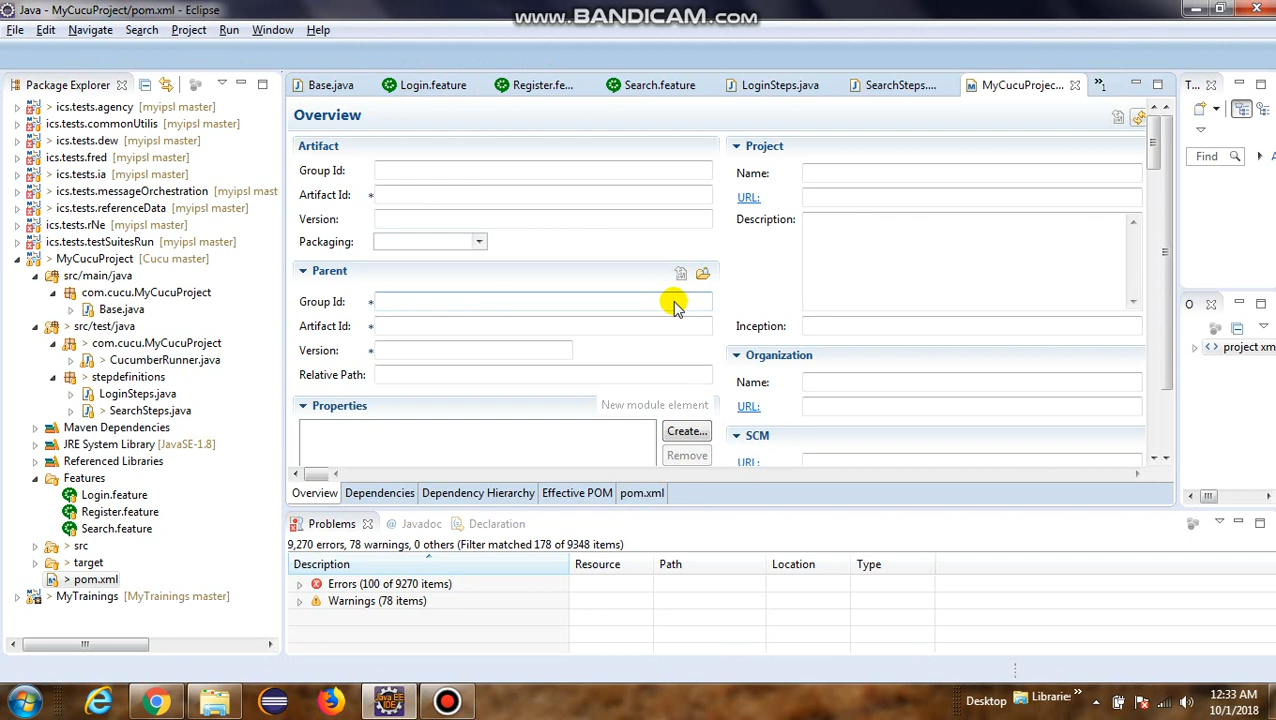 Java - MyCucuProject/pom.xml - Eclipse
www.BANDICAM.com
File Edit Navigate Search Project Run Window Help
Package Explorer
Base.java Login.feature Register.fe... Search.feature LoginSteps.java SearchSteps.... MyCucuProjec... »1 T...
> ics.tests.agency [myipsl master]
ics.tests.commonUtilis [myipsl master]
> ics.tests.dew [myipsl master]
> ics.tests.fred [myipsl master]
> ics.tests.ia [myipsl master]
> ics.tests.messageOrchestration [myipsl mast
> ics.tests.referenceData [myipsl master]
ics.tests.rNe [myipsl master]
> ics.tests.testSuitesRun [myipsl master]
> MyCucuProject [Cucu master]
src/main/java
com.cucu.MyCucuProject
> Base.java
> src/test/java
> com.cucu.MyCucuProject
> CucumberRunner.java
> stepdefinitions
LoginSteps.java
> SearchSteps.java
Maven Dependencies
JRE System Library [JavaSE-1.8]
Referenced Libraries
Features
Login.feature
Register.feature
Search.feature
> src
> target
> pom.xml
> MyTrainings [MyTrainings master]
Overview
Artifact
Group Id:
Artifact Id: *
Version:
Packaging:
Parent
Group Id: *
Artifact Id: *
Version: *
Relative Path:
Properties
New module element
Create...
Remove
Project
Name:
URL:
Description:
Inception:
Organization
Name:
URL:
SCM
URL:
Find
A
O
project xm
Overview Dependencies Dependency Hierarchy Effective POM pom.xml
Problems @ Javadoc Declaration
9,270 errors, 78 warnings, 0 others (Filter matched 178 of 9348 items)
Description Resource Path Location Type
Errors (100 of 9270 items)
Warnings (78 items)
Java EE
IDE
Desktop Librarie »
12:33 AM
10/1/2018